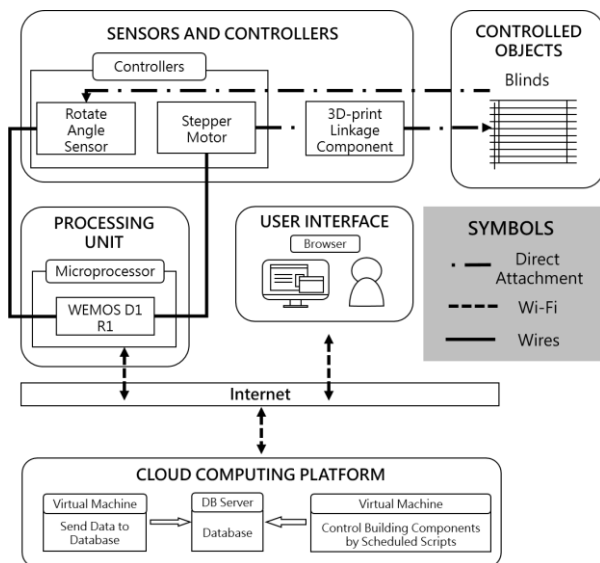 SENSORS AND CONTROLLERS
Controllers
Rotate
Angle
Sensor
Stepper
Motor
3D-print
Linkage
Component
CONTROLLED
OBJECTS
Blinds
PROCESSING
UNIT
Microprocessor
WEMOS D1
R1
USER INTERFACE
Browser
SYMBOLS
Direct
Attachment
Wi-Fi
Wires
Internet
CLOUD COMPUTING PLATFORM
Virtual Machine
Send Data to
Database
DB Server
Database
Virtual Machine
Control Building Components
by Scheduled Scripts